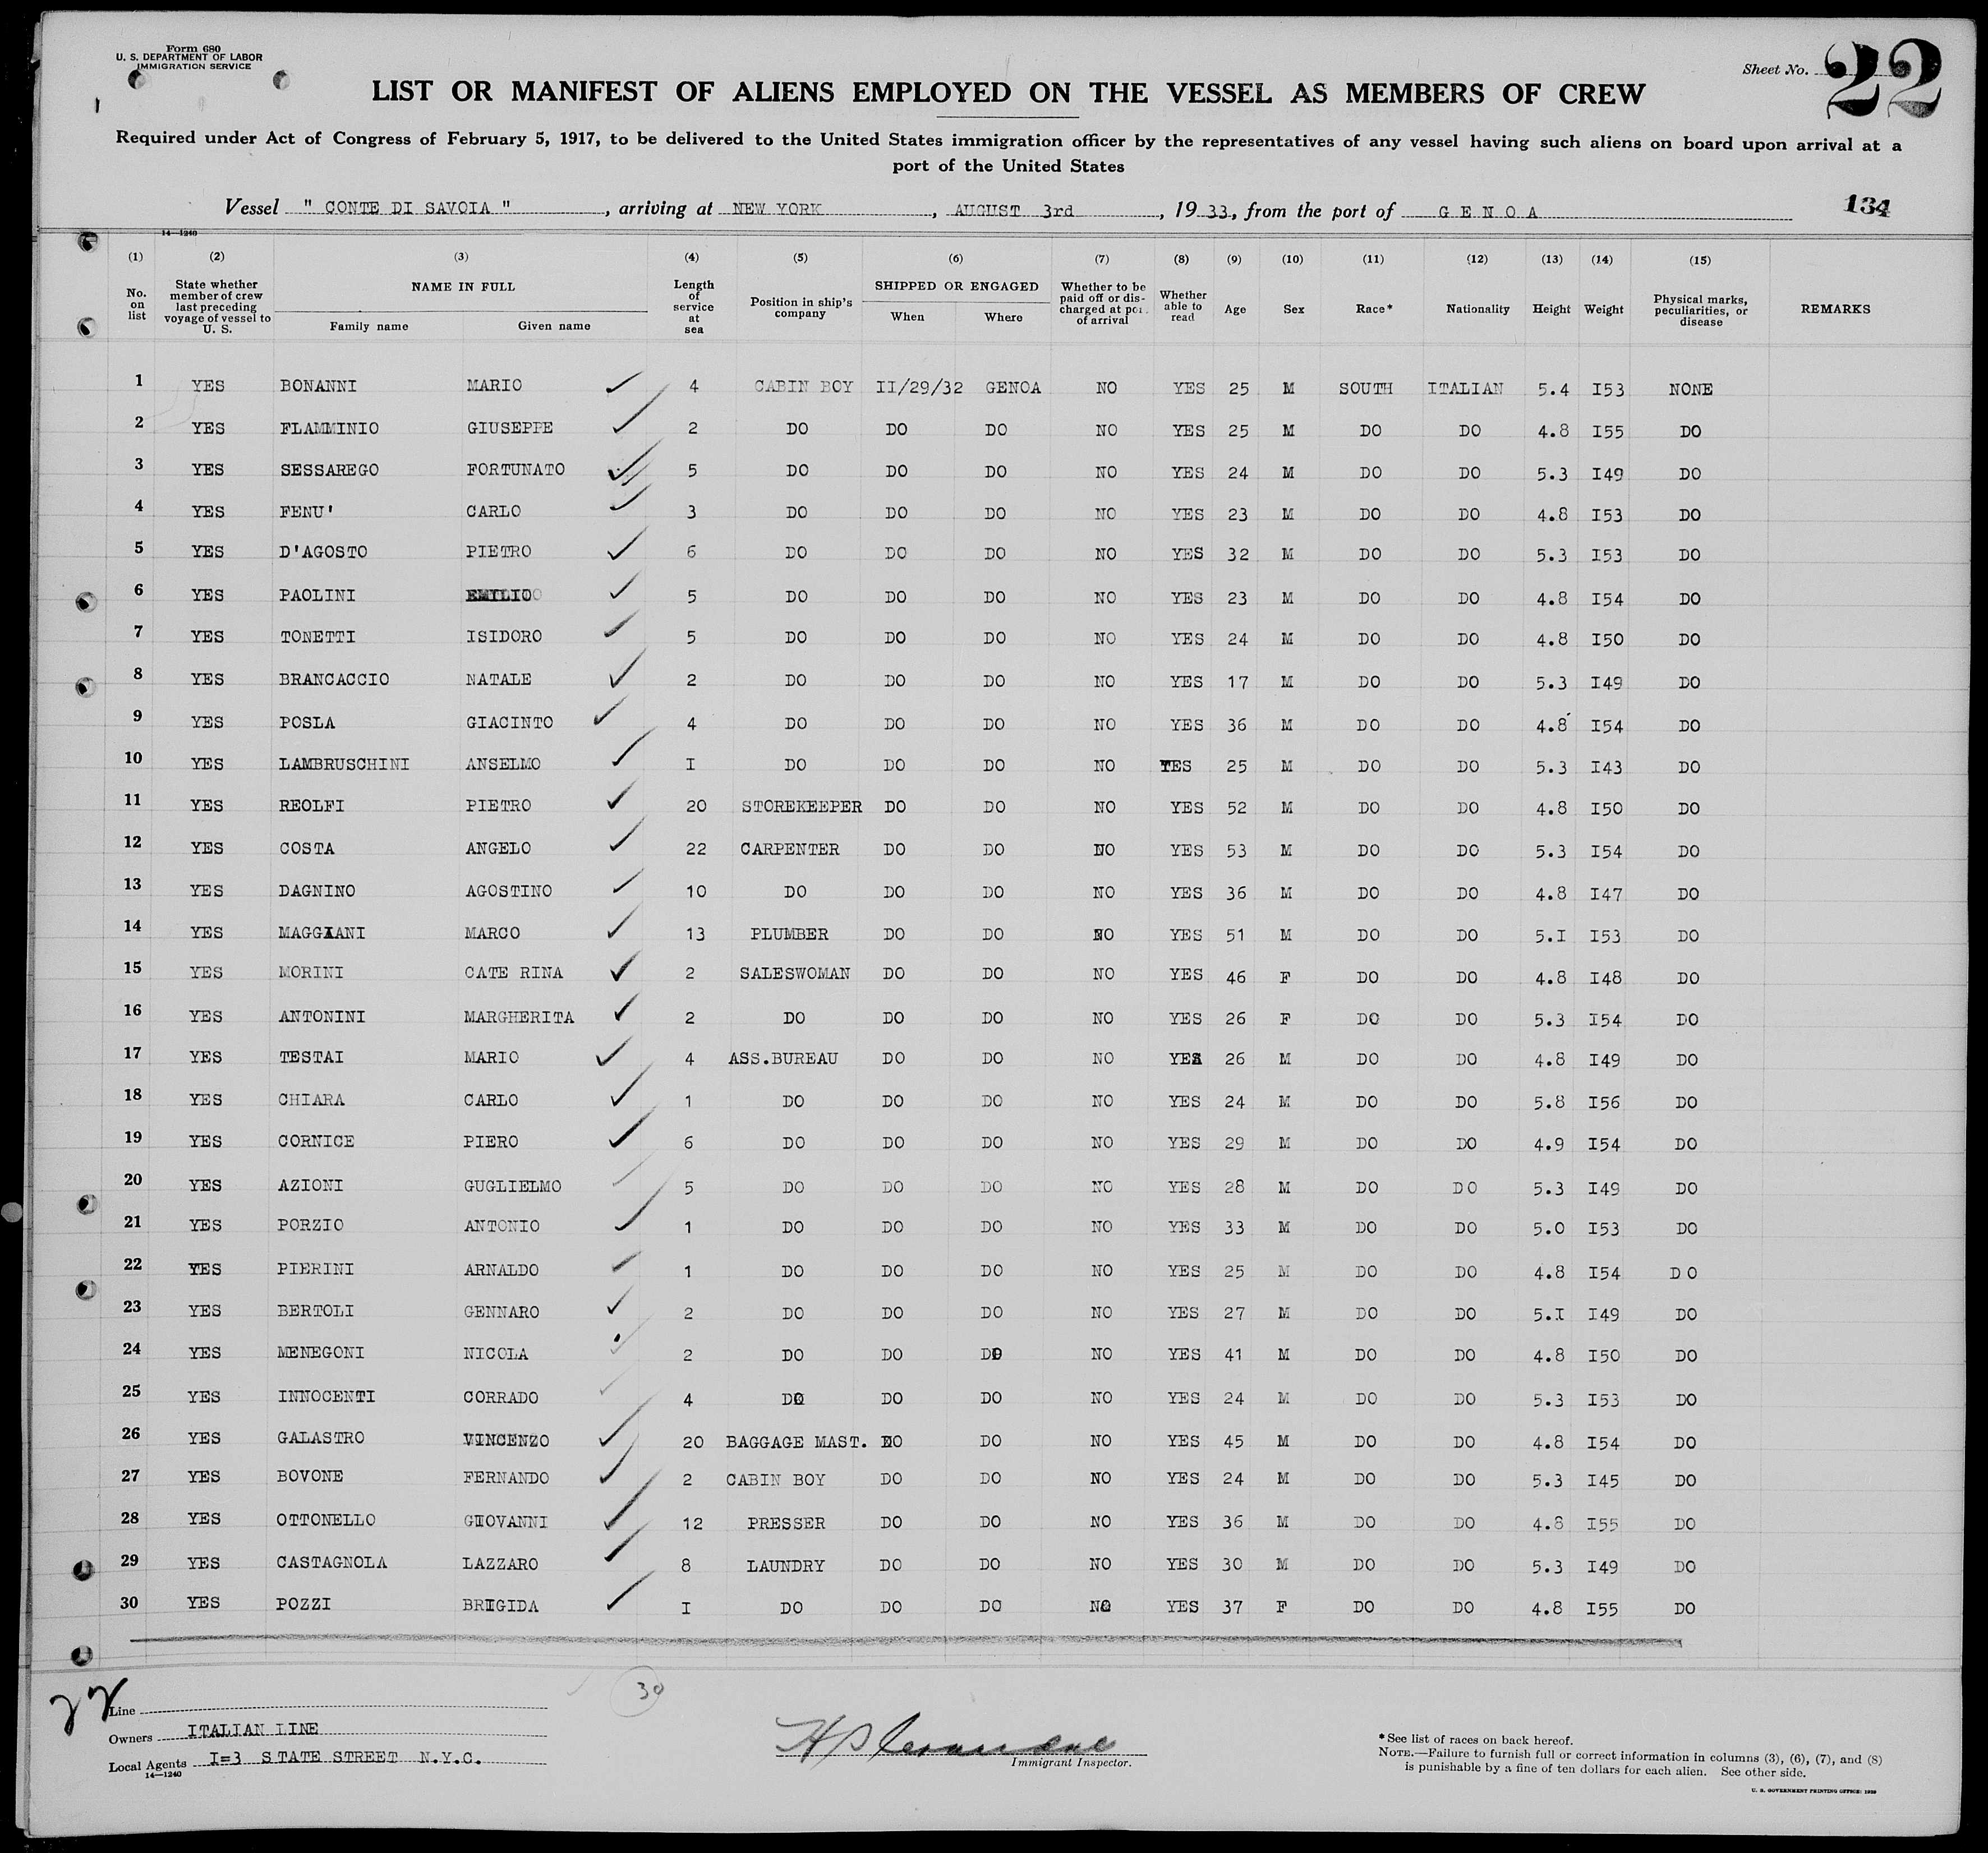 Form 680
U. S. DEPARTMENT OF LABOR
IMMIGRATION SERVICE
Sheet No. 22
LIST OR MANIFEST OF ALIENS EMPLOYED ON THE VESSEL AS MEMBERS OF CREW
Required under Act of Congress of February 5, 1917, to be delivered to the United States immigration officer by the representatives of any vessel having such aliens on board upon arrival at a
port of the United States
Vessel " CONTE DI SAVOIA ", arriving at NEW YORK, AUGUST 3rd, 1933, from the port of GENOA
134
14—1240
(1) (2) (3) (4) (5) (6) (7) (8) (9) (10) (11) (12) (13) (14) (15)
No. on list State whether member of crew last preceding voyage of vessel to U. S. NAME IN FULL Family name Given name Length of service at sea Position in ship's company SHIPPED OR ENGAGED When Where Whether to be paid off or discharged at port of arrival Whether able to read Age Sex Race* Nationality Height Weight Physical marks, peculiarities, or disease REMARKS
1 YES BONANNI MARIO 4 CABIN BOY II/29/32 GENOA NO YES 25 M SOUTH ITALIAN 5.4 I53 NONE
2 YES FLAMMINIO GIUSEPPE 2 DO DO DO NO YES 25 M DO DO 4.8 I55 DO
3 YES SESSAREGO FORTUNATO 5 DO DO DO NO YES 24 M DO DO 5.3 I49 DO
4 YES FENU' CARLO 3 DO DO DO NO YES 23 M DO DO 4.8 I53 DO
5 YES D'AGOSTO PIETRO 6 DO DO DO NO YES 32 M DO DO 5.3 I53 DO
6 YES PAOLINI EMILIO 5 DO DO DO NO YES 23 M DO DO 4.8 I54 DO
7 YES TONETTI ISIDORO 5 DO DO DO NO YES 24 M DO DO 4.8 I50 DO
8 YES BRANCACCIO NATALE 2 DO DO DO NO YES 17 M DO DO 5.3 I49 DO
9 YES POSLA GIACINTO 4 DO DO DO NO YES 36 M DO DO 4.8 I54 DO
10 YES LAMBRUSCHINI ANSELMO I DO DO DO NO YES 25 M DO DO 5.3 I43 DO
11 YES REOLFI PIETRO 20 STOREKEEPER DO DO NO YES 52 M DO DO 4.8 I50 DO
12 YES COSTA ANGELO 22 CARPENTER DO DO NO YES 53 M DO DO 5.3 I54 DO
13 YES DAGNINO AGOSTINO 10 DO DO DO NO YES 36 M DO DO 4.8 I47 DO
14 YES MAGGIANI MARCO 13 PLUMBER DO DO NO YES 51 M DO DO 5.I I53 DO
15 YES MORINI CATE RINA 2 SALESWOMAN DO DO NO YES 46 F DO DO 4.8 I48 DO
16 YES ANTONINI MARGHERITA 2 DO DO DO NO YES 26 F DO DO 5.3 I54 DO
17 YES TESTAI MARIO 4 ASS.BUREAU DO DO NO YES 26 M DO DO 4.8 I49 DO
18 YES CHIARA CARLO 1 DO DO DO NO YES 24 M DO DO 5.8 I56 DO
19 YES CORNICE PIERO 6 DO DO DO NO YES 29 M DO DO 4.9 I54 DO
20 YES AZIONI GUGLIELMO 5 DO DO DO NO YES 28 M DO DO 5.3 I49 DO
21 YES PORZIO ANTONIO 1 DO DO DO NO YES 33 M DO DO 5.0 I53 DO
22 YES PIERINI ARNALDO 1 DO DO DO NO YES 25 M DO DO 4.8 I54 D O
23 YES BERTOLI GENNARO 2 DO DO DO NO YES 27 M DO DO 5.I I49 DO
24 YES MENEGONI NICOLA 2 DO DO DO NO YES 41 M DO DO 4.8 I50 DO
25 YES INNOCENTI CORRADO 4 DO DO DO NO YES 24 M DO DO 5.3 I53 DO
26 YES GALASTRO VINCENZO 20 BAGGAGE MAST. DO DO NO YES 45 M DO DO 4.8 I54 DO
27 YES BOVONE FERNANDO 2 CABIN BOY DO DO NO YES 24 M DO DO 5.3 I45 DO
28 YES OTTONELLO GIOVANNI 12 PRESSER DO DO NO YES 36 M DO DO 4.8 I55 DO
29 YES CASTAGNOLA LAZZARO 8 LAUNDRY DO DO NO YES 30 M DO DO 5.3 I49 DO
30 YES POZZI BRIGIDA I DO DO DO NO YES 37 F DO DO 4.8 I55 DO
30
Line
Owners ITALIAN LINE
Local Agents I=3 STATE STREET N.Y.C.
14—1240
Immigrant Inspector.
* See list of races on back hereof.
NOTE.—Failure to furnish full or correct information in columns (3), (6), (7), and (8)
is punishable by a fine of ten dollars for each alien. See other side.
U. S. GOVERNMENT PRINTING OFFICE: